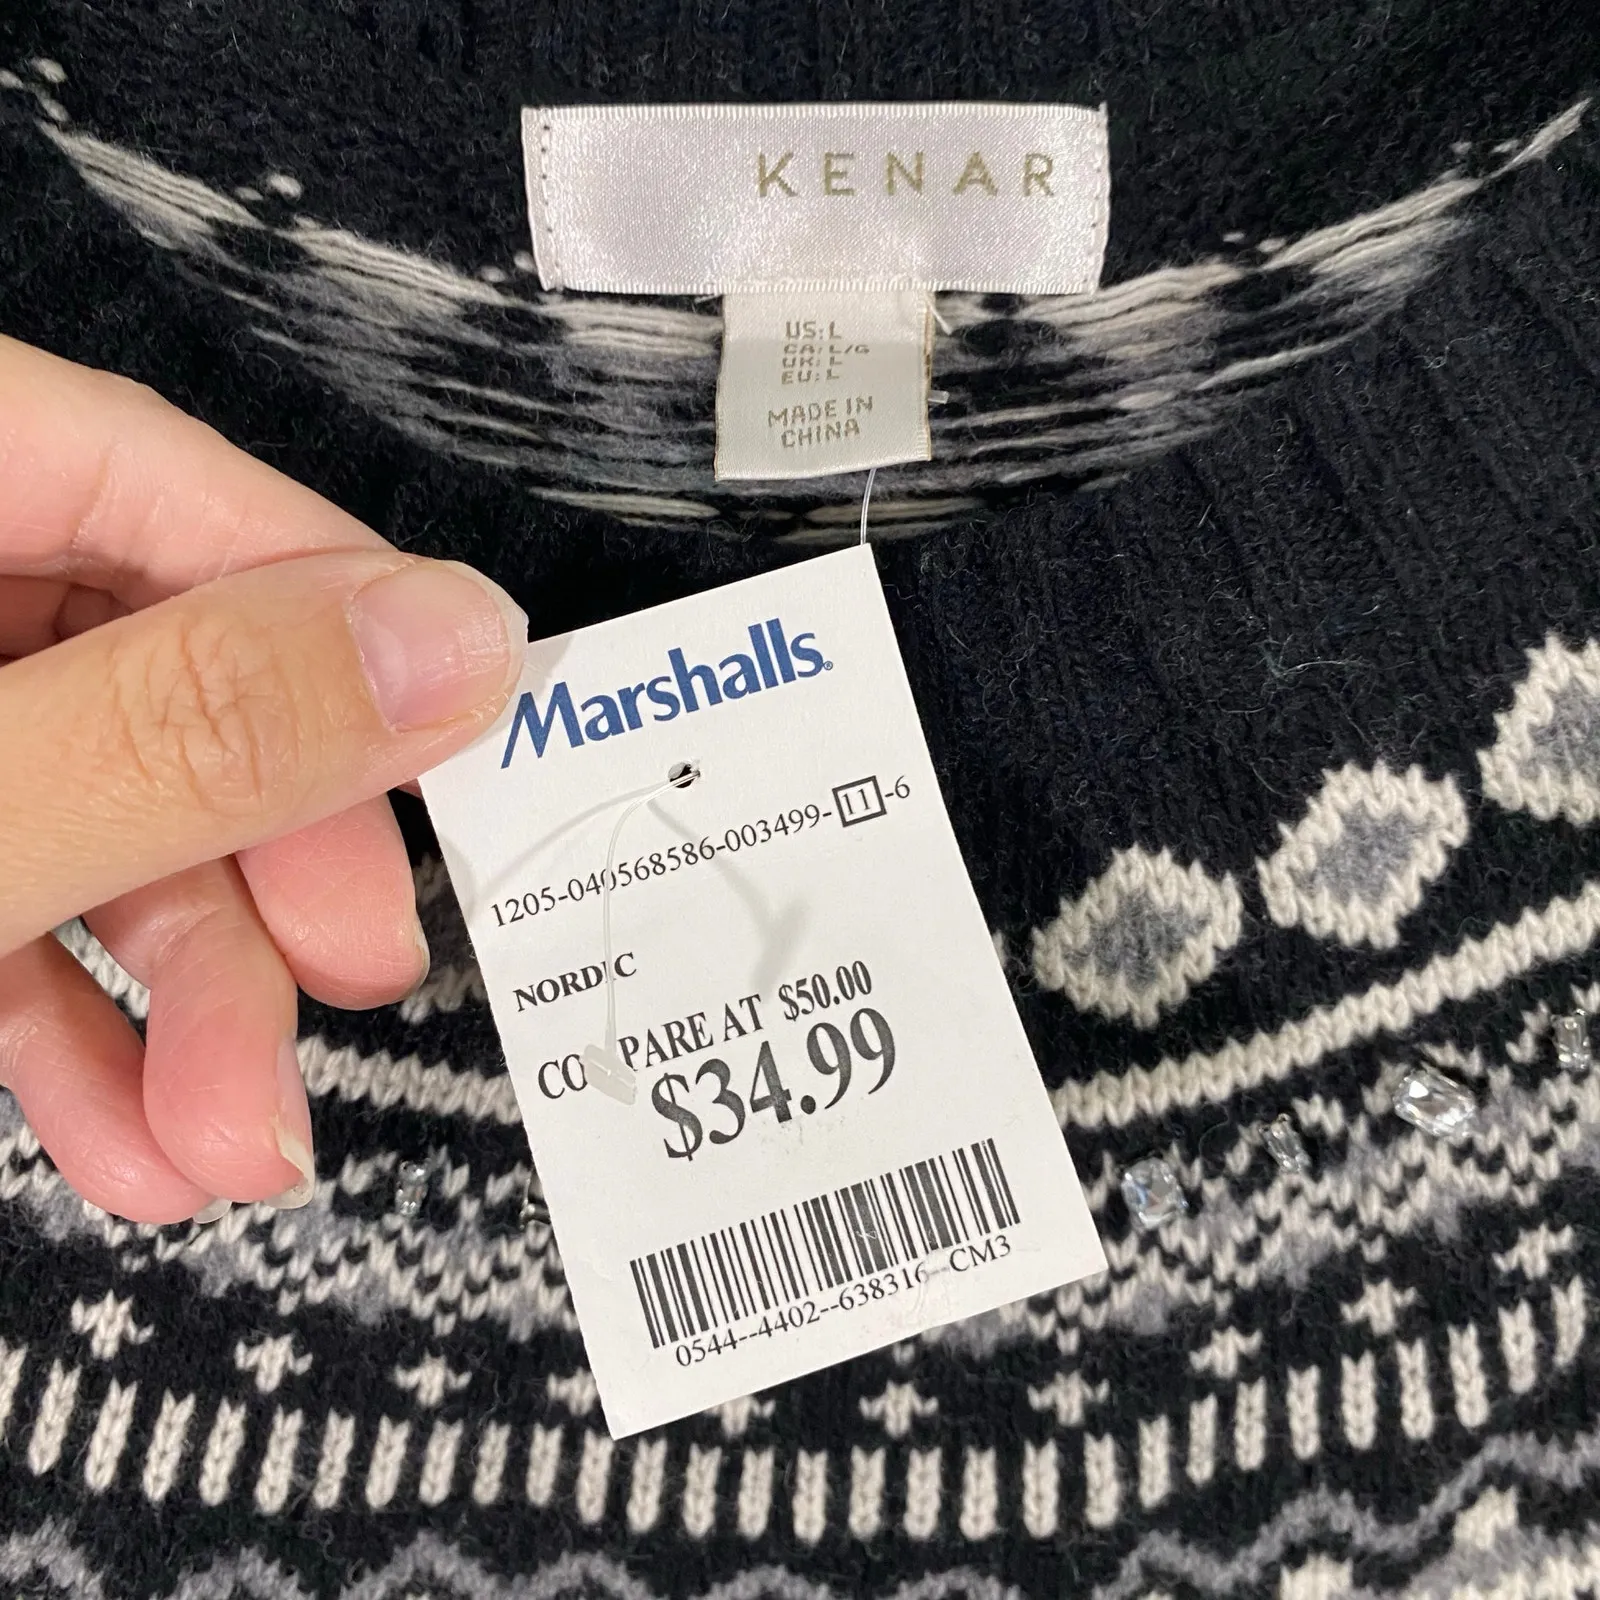 KENAR
US: L
CA: L/G
UK: L
EU: L
MADE IN
CHINA
Marshalls®
1205-040568586-003499-11-6
NORDIC
COMPARE AT $50.00
$34.99
0544--4402--638316--CM3